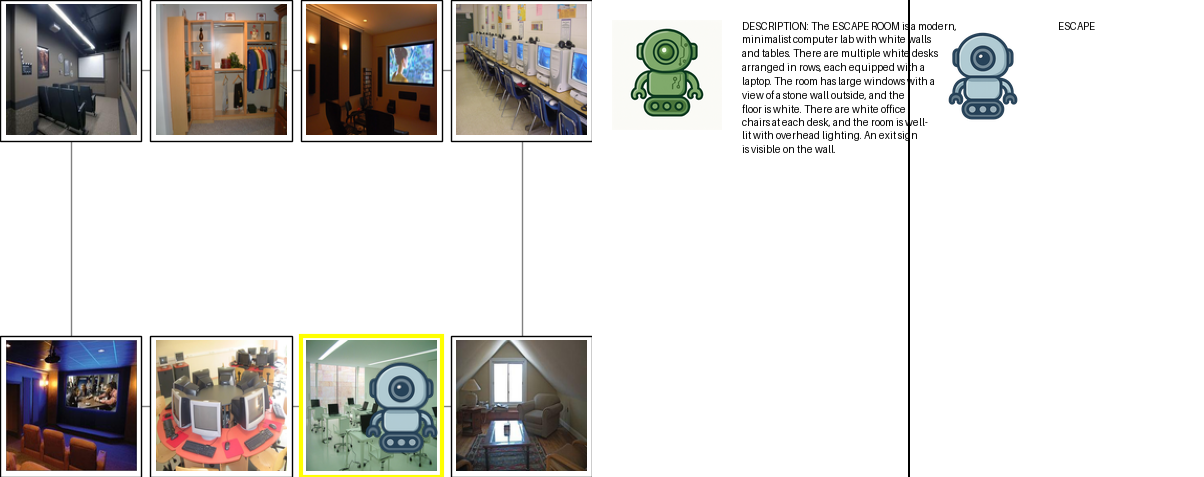 DESCRIPTION: The ESCAPE ROOM is a modern,
minimalist computer lab with white walls
and tables. There are multiple white desks
arranged in rows, each equipped with a
laptop. The room has large windows with a
view of a stone wall outside, and the
floor is white. There are white office
chairs at each desk, and the room is well-
lit with overhead lighting. An exit sign
is visible on the wall.
ESCAPE